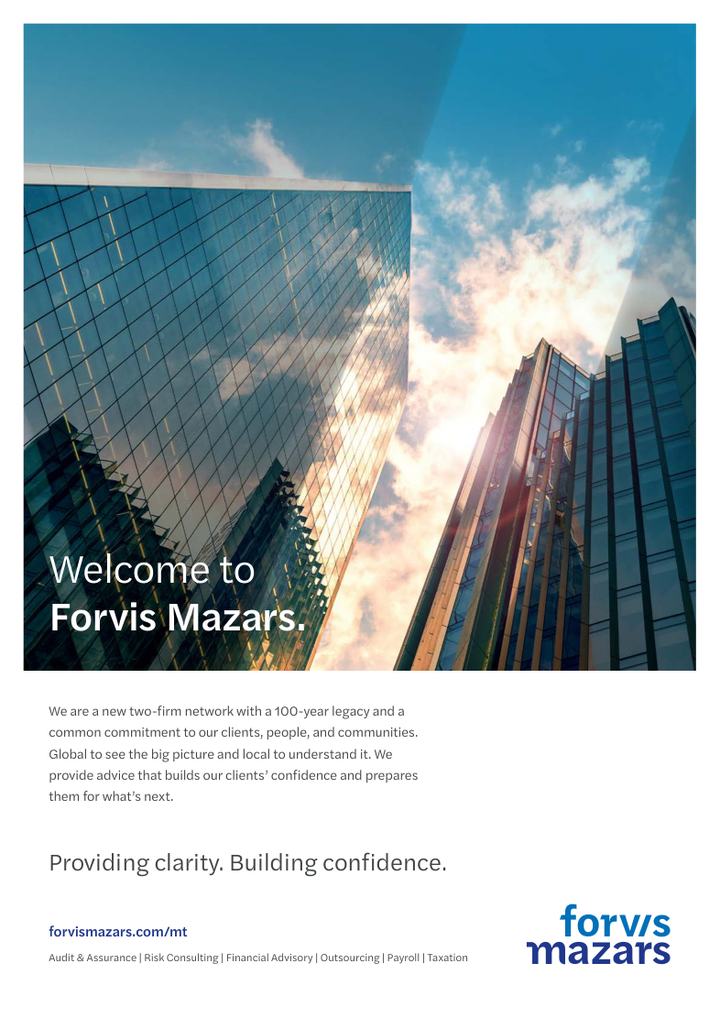 Welcome to
Forvis Mazars.
We are a new two-firm network with a 100-year legacy and a
common commitment to our clients, people, and communities.
Global to see the big picture and local to understand it. We
provide advice that builds our clients’ confidence and prepares
them for what’s next.
Providing clarity. Building confidence.
forvismazars.com/mt
Audit & Assurance | Risk Consulting | Financial Advisory | Outsourcing | Payroll | Taxation
forvis
mazars